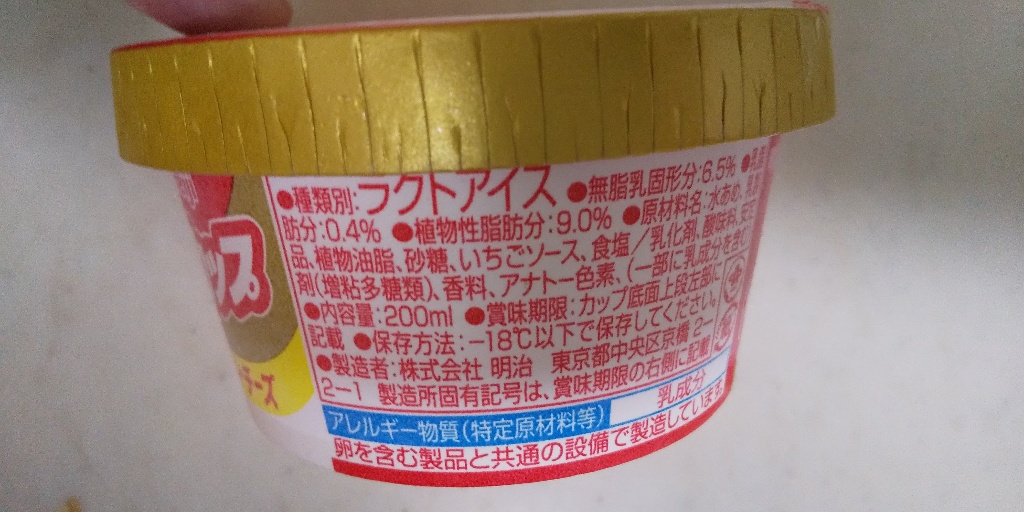 ップ
ーズ
●種類別:ラクトアイス ●無脂乳固形分:6.5% ●乳脂
肪分:0.4% ●植物性脂肪分:9.0% ●原材料名:水あめ、
品、植物油脂、砂糖、いちごソース、食塩/乳化剤、酸味料、安定
剤(増粘多糖類)、香料、アナトー色素、(一部に乳成分を含む)
●内容量:200ml ●賞味期限:カップ底面上段左部に
記載 ●保存方法:-18℃以下で保存してください。
●製造者:株式会社 明治 東京都中央区京橋 2-
2-1 製造所固有記号は、賞味期限の右側に記載
アレルギー物質(特定原材料等) 乳成分
卵を含む製品と共通の設備で製造しています。